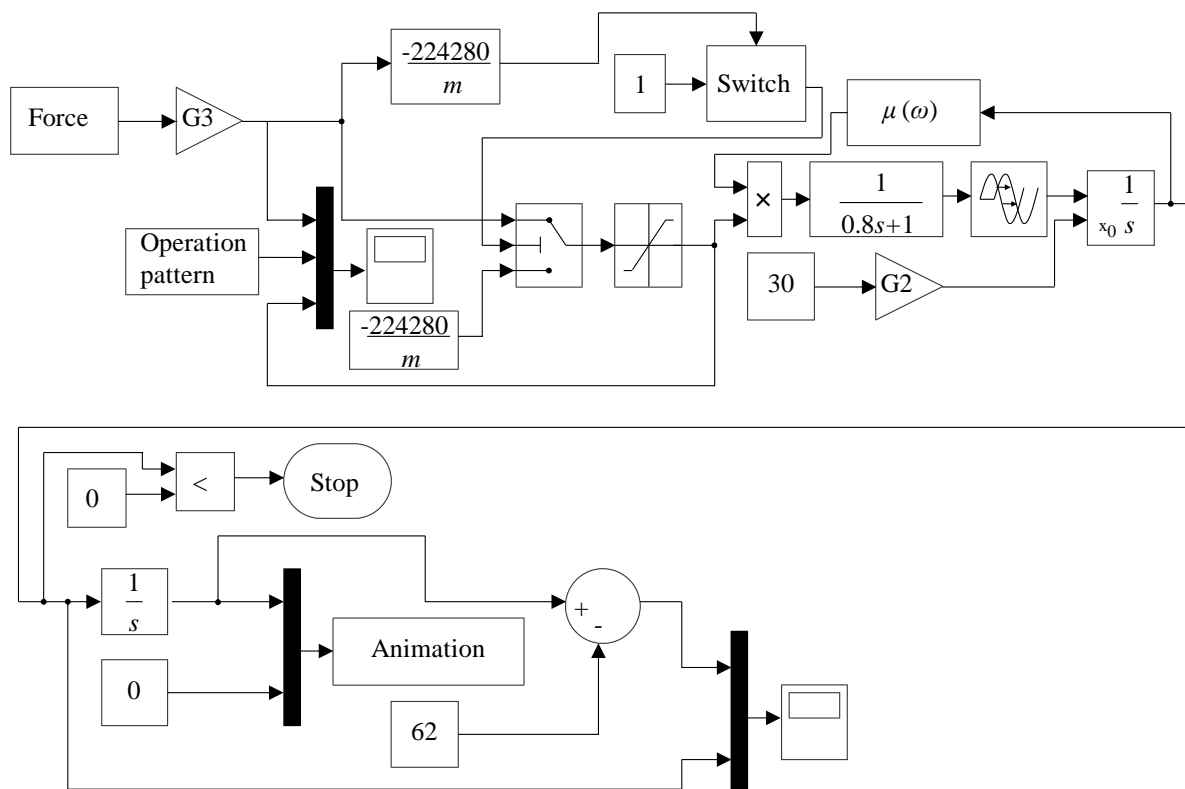 -224280
m
1
Switch
Force
G3
μ (ω)
×
1
0.8s+1
1
s
x0
Operation
pattern
30
G2
-224280
m
0
<
Stop
1
s
+
-
Animation
0
62